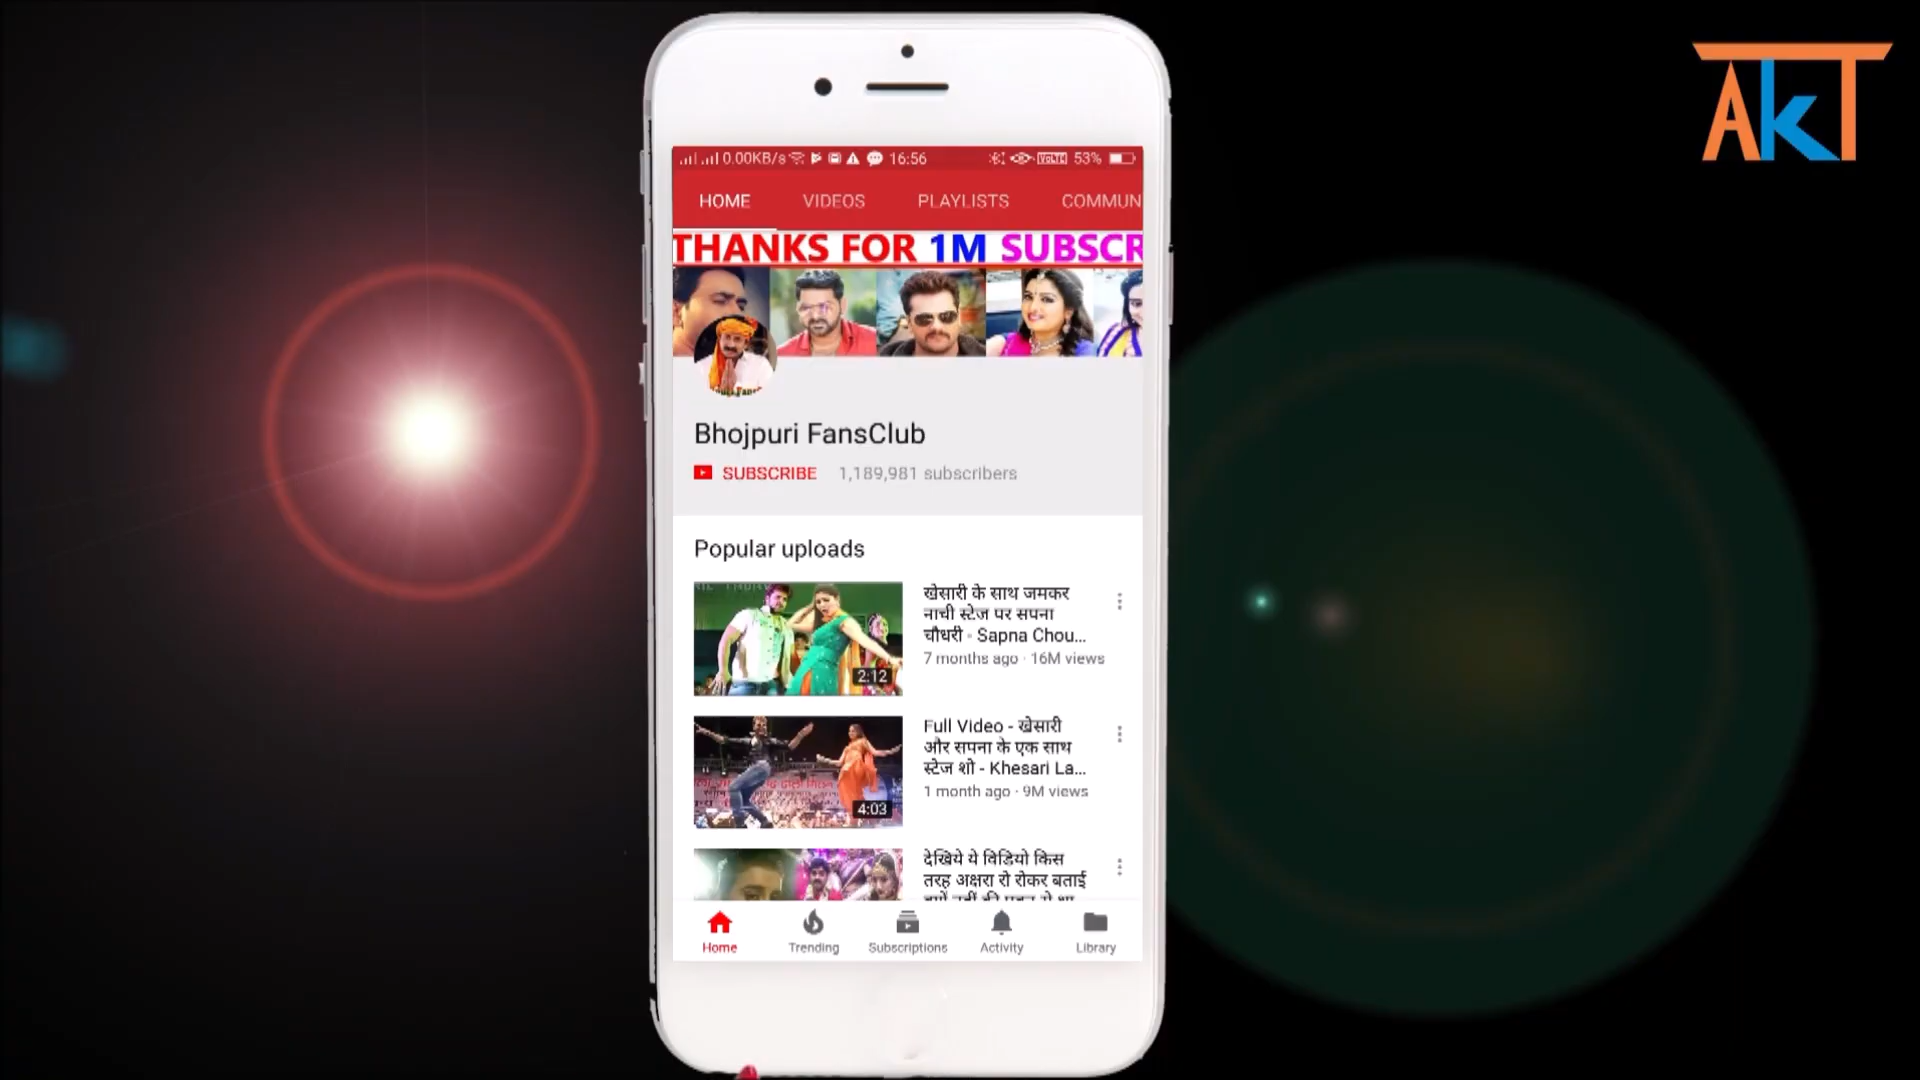 AKT
0.00KB/s 16:56 VoLTE 53%
HOME VIDEOS PLAYLISTS COMMUN
THANKS FOR 1M SUBSCR
Bhojpuri FansClub
SUBSCRIBE 1,189,981 subscribers
Popular uploads
खेसारी के साथ जमकर
नाची स्टेज पर सपना
चौधरी - Sapna Chou...
7 months ago · 16M views
2:12
Full Video - खेसारी
और सपना के एक साथ
स्टेज शो - Khesari La...
1 month ago · 9M views
4:03
देखिये ये विडियो किस
तरह अक्षरा रो रोकर बताई
Home Trending Subscriptions Activity Library